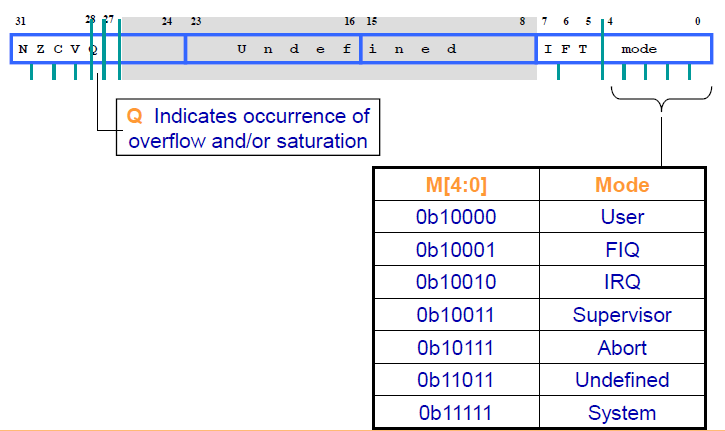 31 28 27 24 23 16 15 8 7 6 5 4 0
N Z C V Q U n d e f i n e d I F T mode
Q Indicates occurrence of
overflow and/or saturation
M[4:0] Mode
0b10000 User
0b10001 FIQ
0b10010 IRQ
0b10011 Supervisor
0b10111 Abort
0b11011 Undefined
0b11111 System